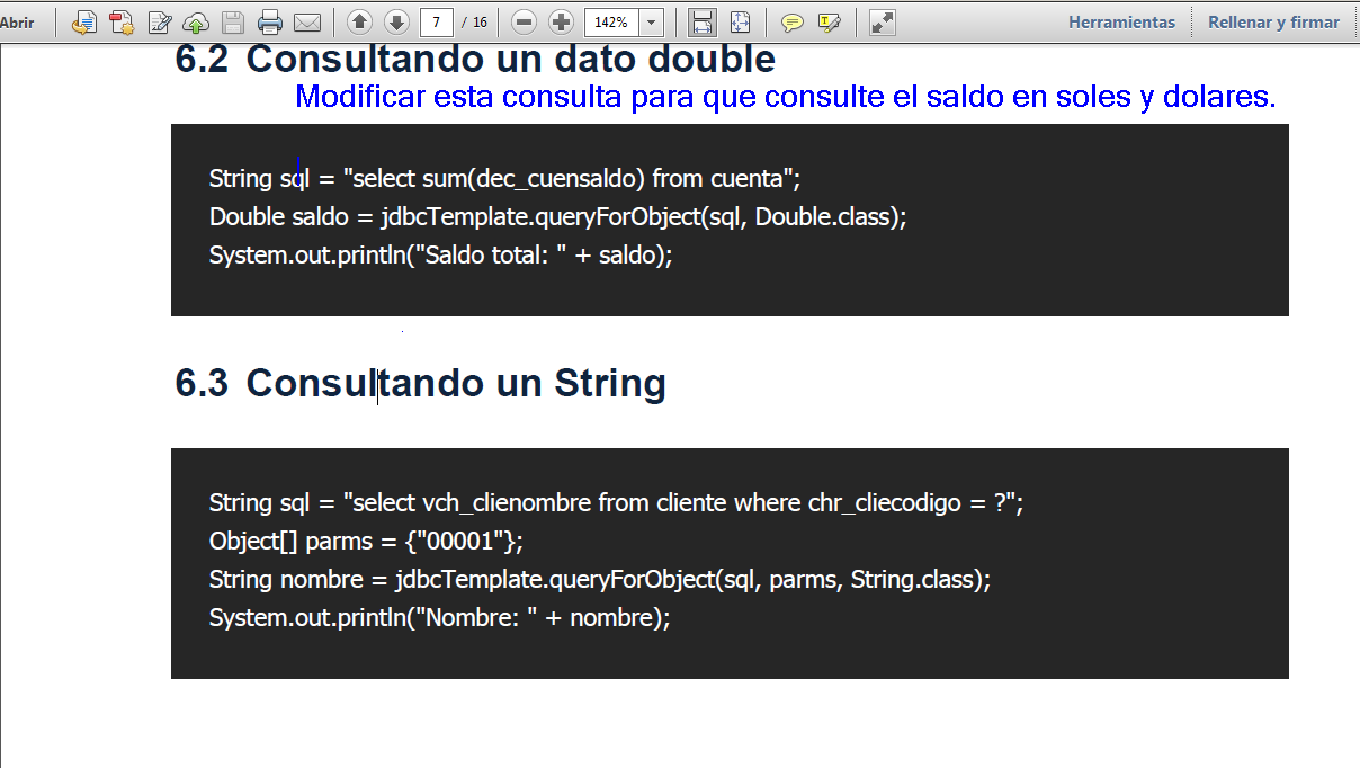 Abrir 7 / 16 142% Herramientas Rellenar y firmar
6.2 Consultando un dato double
Modificar esta consulta para que consulte el saldo en soles y dolares.
String sql = "select sum(dec_cuensaldo) from cuenta";
Double saldo = jdbcTemplate.queryForObject(sql, Double.class);
System.out.println("Saldo total: " + saldo);
6.3 Consultando un String
String sql = "select vch_clienombre from cliente where chr_cliecodigo = ?";
Object[] parms = {"00001"};
String nombre = jdbcTemplate.queryForObject(sql, parms, String.class);
System.out.println("Nombre: " + nombre);